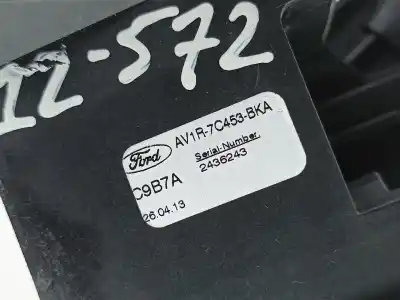 12-572
Ford
AV1R-7C453-BKA
Serial-Number.
2436243
C9B7A
26.04.13